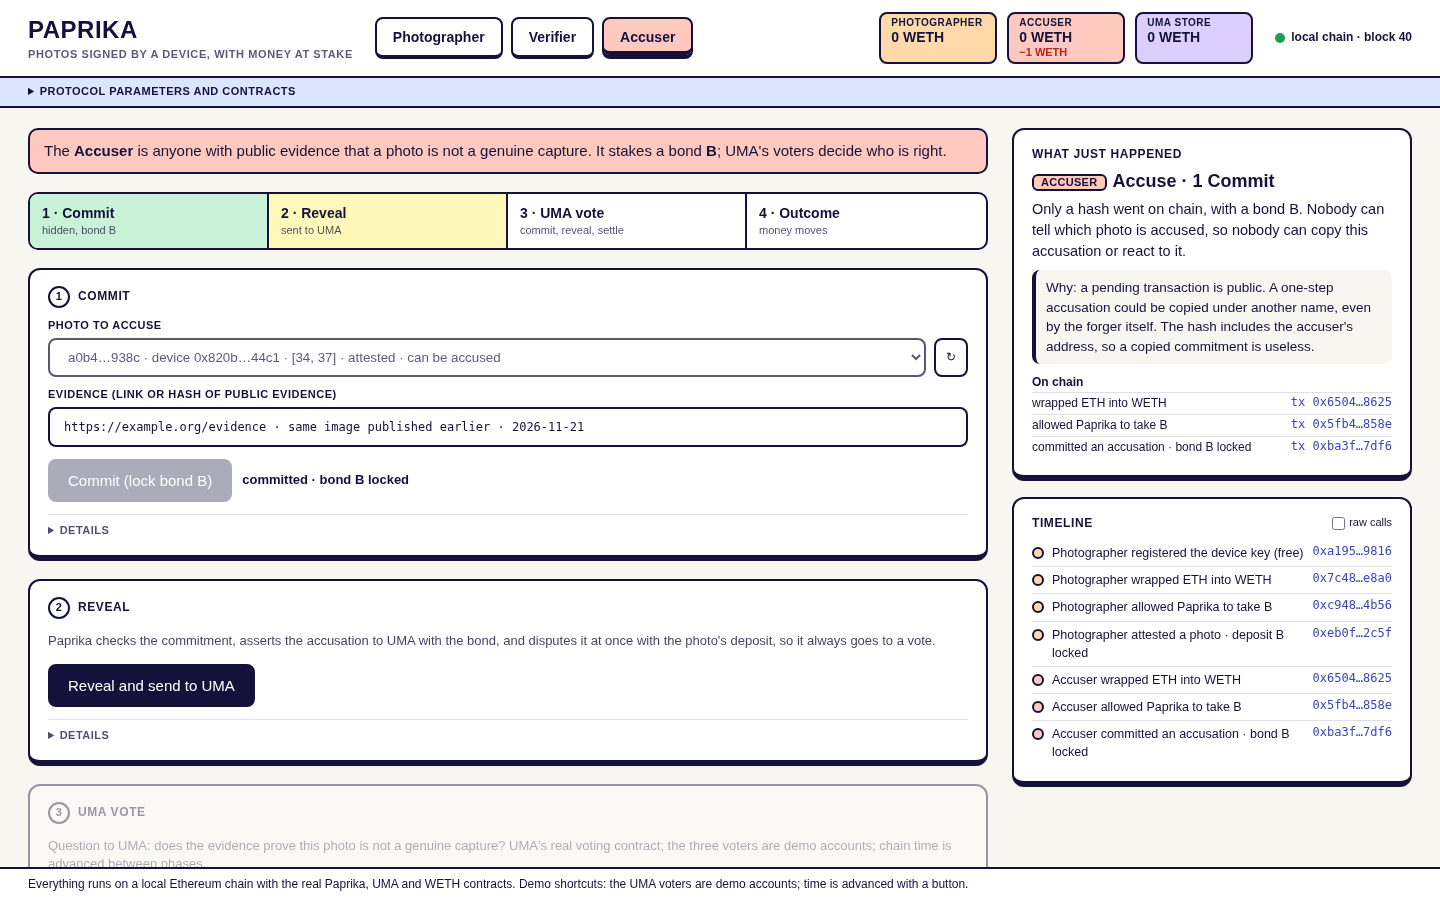 PAPRIKA
PHOTOS SIGNED BY A DEVICE, WITH MONEY AT STAKE
Photographer
Verifier
Accuser
PHOTOGRAPHER
0 WETH
ACCUSER
0 WETH
−1 WETH
UMA STORE
0 WETH
local chain · block 40
PROTOCOL PARAMETERS AND CONTRACTS
The Accuser is anyone with public evidence that a photo is not a genuine capture. It stakes a bond B; UMA's voters decide who is right.
1 · Commit
hidden, bond B
2 · Reveal
sent to UMA
3 · UMA vote
commit, reveal, settle
4 · Outcome
money moves
1 COMMIT
PHOTO TO ACCUSE
a0b4…938c · device 0x820b…44c1 · [34, 37] · attested · can be accused
↻
EVIDENCE (LINK OR HASH OF PUBLIC EVIDENCE)
https://example.org/evidence · same image published earlier · 2026-11-21
Commit (lock bond B)
committed · bond B locked
DETAILS
2 REVEAL
Paprika checks the commitment, asserts the accusation to UMA with the bond, and disputes it at once with the photo's deposit, so it always goes to a vote.
Reveal and send to UMA
DETAILS
3 UMA VOTE
Question to UMA: does the evidence prove this photo is not a genuine capture? UMA's real voting contract; the three voters are demo accounts; chain time is
advanced between phases.
WHAT JUST HAPPENED
ACCUSER Accuse · 1 Commit
Only a hash went on chain, with a bond B. Nobody can
tell which photo is accused, so nobody can copy this
accusation or react to it.
Why: a pending transaction is public. A one-step
accusation could be copied under another name, even
by the forger itself. The hash includes the accuser's
address, so a copied commitment is useless.
On chain
wrapped ETH into WETH tx 0x6504…8625
allowed Paprika to take B tx 0x5fb4…858e
committed an accusation · bond B locked tx 0xba3f…7df6
TIMELINE
raw calls
Photographer registered the device key (free) 0xa195…9816
Photographer wrapped ETH into WETH 0x7c48…e8a0
Photographer allowed Paprika to take B 0xc948…4b56
Photographer attested a photo · deposit B 0xeb0f…2c5f
locked
Accuser wrapped ETH into WETH 0x6504…8625
Accuser allowed Paprika to take B 0x5fb4…858e
Accuser committed an accusation · bond B 0xba3f…7df6
locked
Everything runs on a local Ethereum chain with the real Paprika, UMA and WETH contracts. Demo shortcuts: the UMA voters are demo accounts; time is advanced with a button.